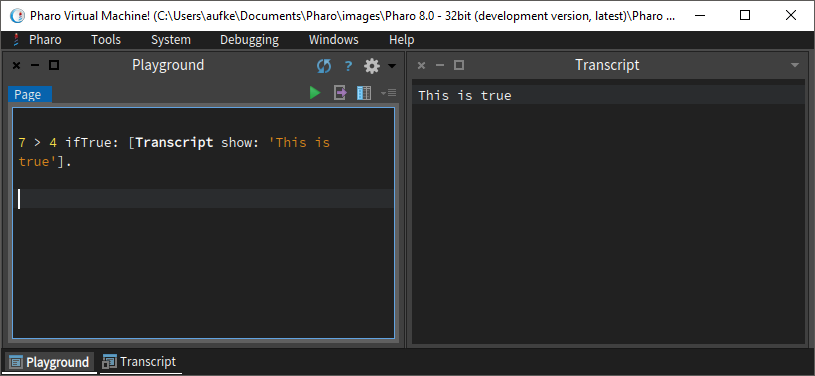 Pharo Virtual Machine! (C:\Users\aufke\Documents\Pharo\images\Pharo 8.0 - 32bit (development version, latest)\Pharo ...
Pharo Tools System Debugging Windows Help
Playground
?
Page
7 > 4 ifTrue: [Transcript show: 'This is
true'].
Transcript
This is true
Playground Transcript